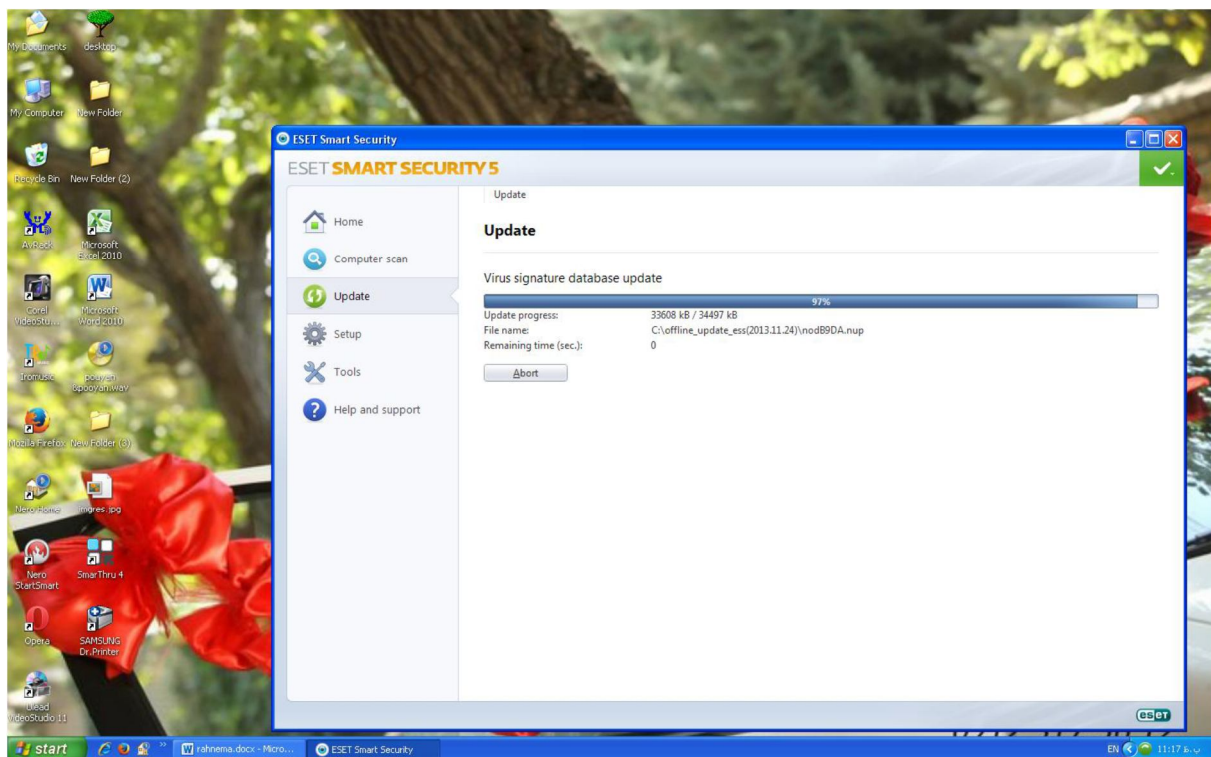 My Documents
desktop
My Computer
New Folder
Recycle Bin
New Folder (2)
AvRack
Microsoft
Excel 2010
Corel
VideoStu...
Microsoft
Word 2010
Iromusic
pouyan
&pooyan.wav
Mozilla Firefox
New Folder (3)
Nero Home
imgres.jpg
Nero
StartSmart
SmarThru 4
Opera
SAMSUNG
Dr.Printer
Ulead
VideoStudio 11
ESET Smart Security
ESET SMART SECURITY 5
Home
Computer scan
Update
Setup
Tools
Help and support
Update
Update
Virus signature database update
97%
Update progress: 33608 kB / 34497 kB
File name: C:\offline_update_ess(2013.11.24)\nodB9DA.nup
Remaining time (sec.): 0
Abort
eset
start
rahnema.docx - Micro...
ESET Smart Security
EN
11:17 ب.ظ